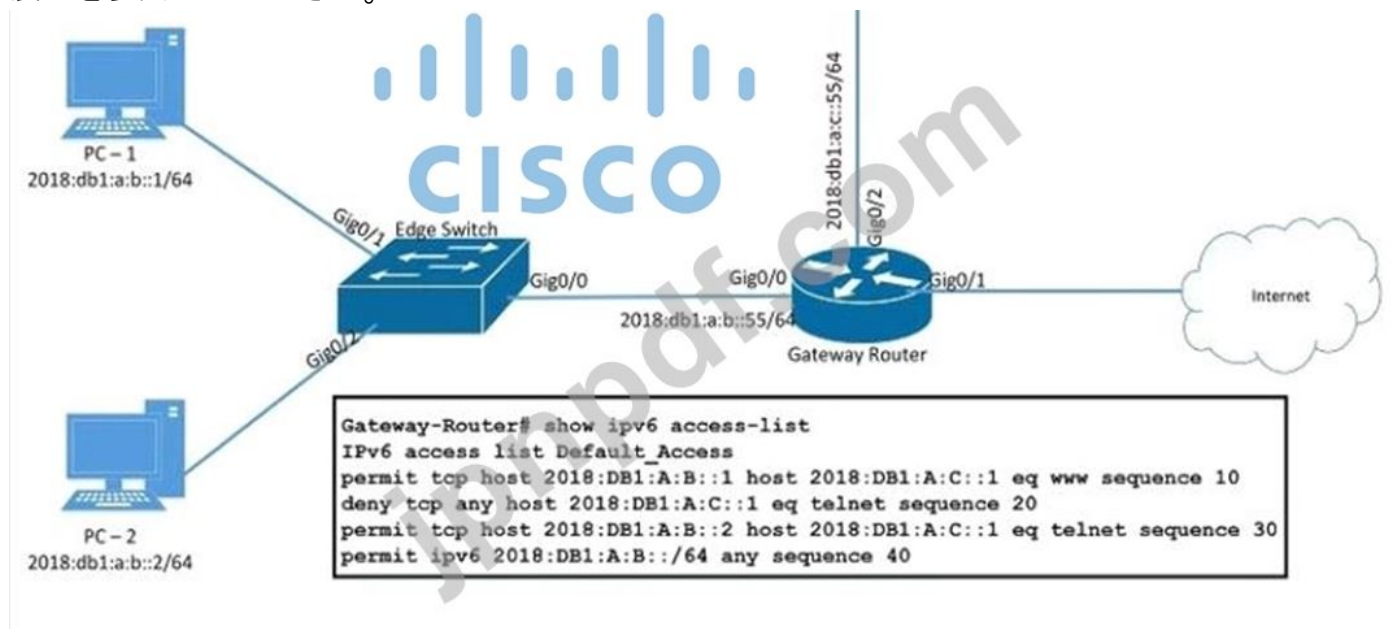 PC – 1
2018:db1:a:b::1/64
Gig0/1
Edge Switch
Gig0/0
Gig0/2
CISCO
2018:db1:a:c::55/64
Gig0/2
Gig0/0
Gig0/1
2018:db1:a:b::55/64
Gateway Router
Internet
PC – 2
2018:db1:a:b::2/64
Gateway-Router# show ipv6 access-list
IPv6 access list Default_Access
permit tcp host 2018:DB1:A:B::1 host 2018:DB1:A:C::1 eq www sequence 10
deny tcp any host 2018:DB1:A:C::1 eq telnet sequence 20
permit tcp host 2018:DB1:A:B::2 host 2018:DB1:A:C::1 eq telnet sequence 30
permit ipv6 2018:DB1:A:B::/64 any sequence 40
jpnpdf.com